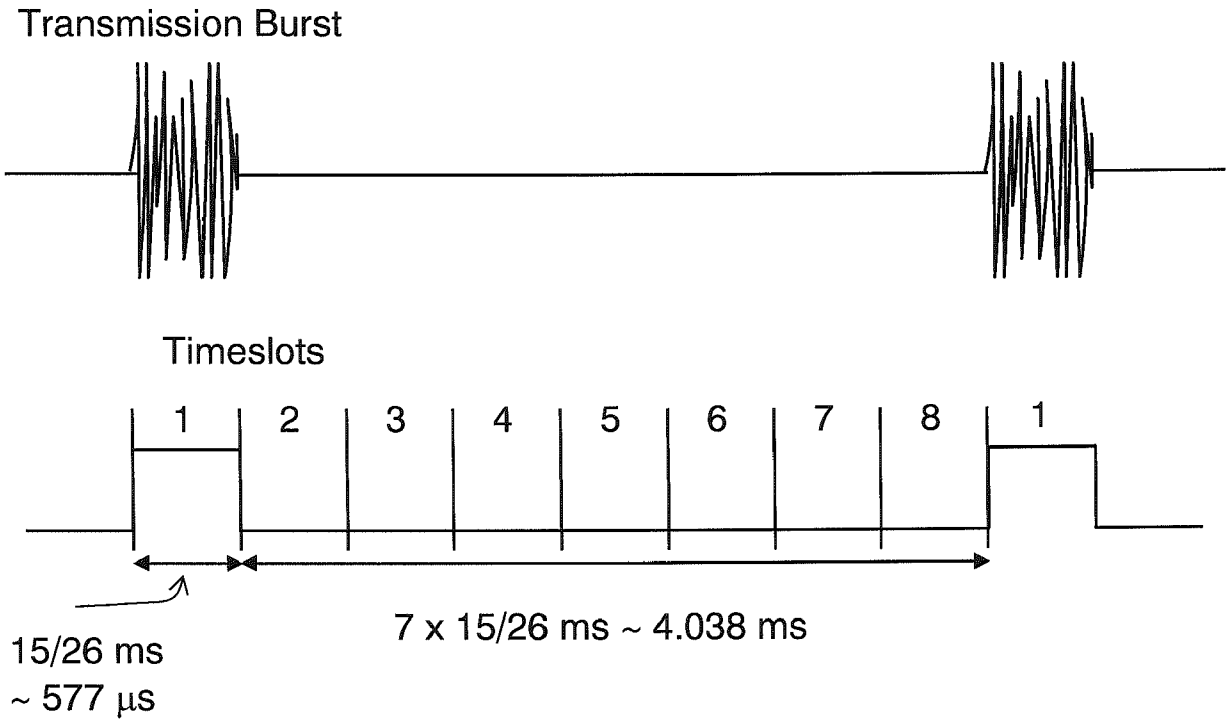 Transmission Burst
Timeslots
1 2 3 4 5 6 7 8 1
7 x 15/26 ms ~ 4.038 ms
15/26 ms
~ 577 μs